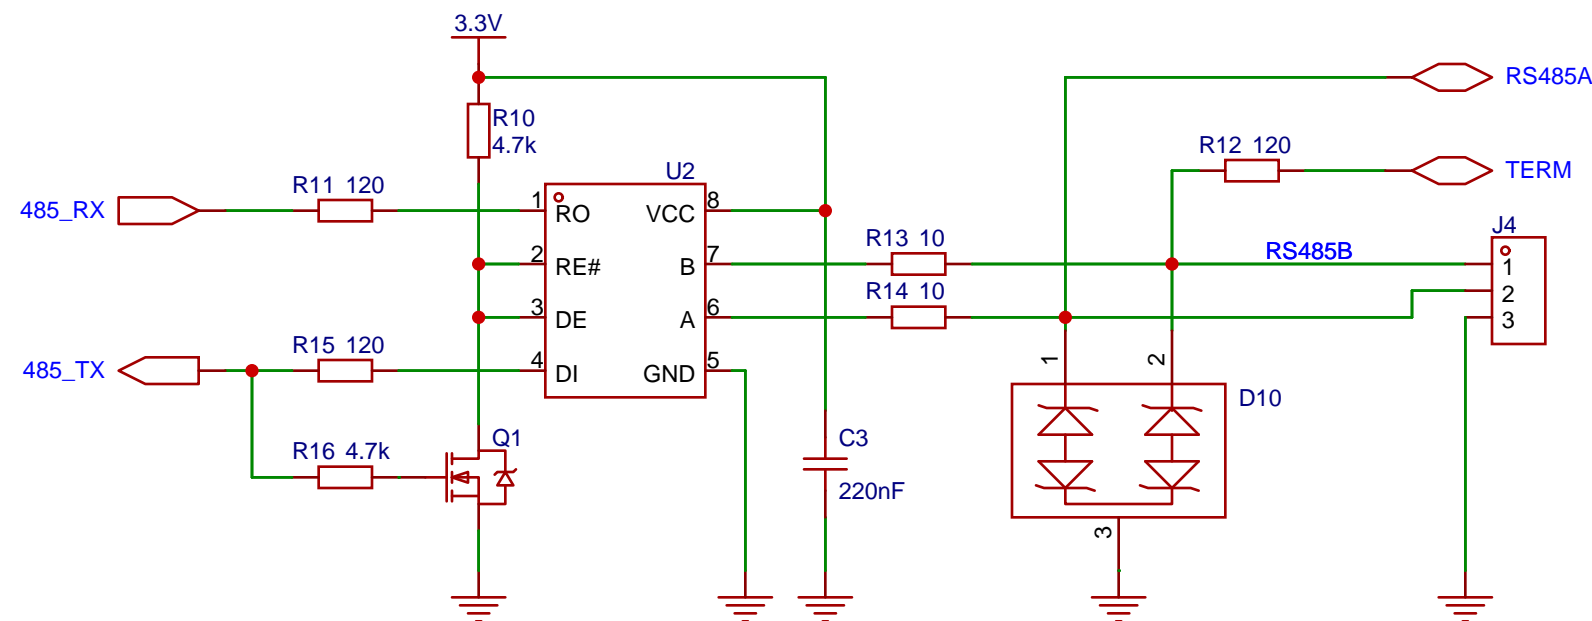 3.3V
RS485A
R10
4.7k
R12 120
TERM
U2
R11 120
485_RX
1
RO
VCC
8
J4
R13 10
RS485B
2
RE#
B
7
1
R14 10
2
3
DE
A
6
3
R15 120
485_TX
4
DI
GND
5
1
2
D10
Q1
R16 4.7k
C3
220nF
3